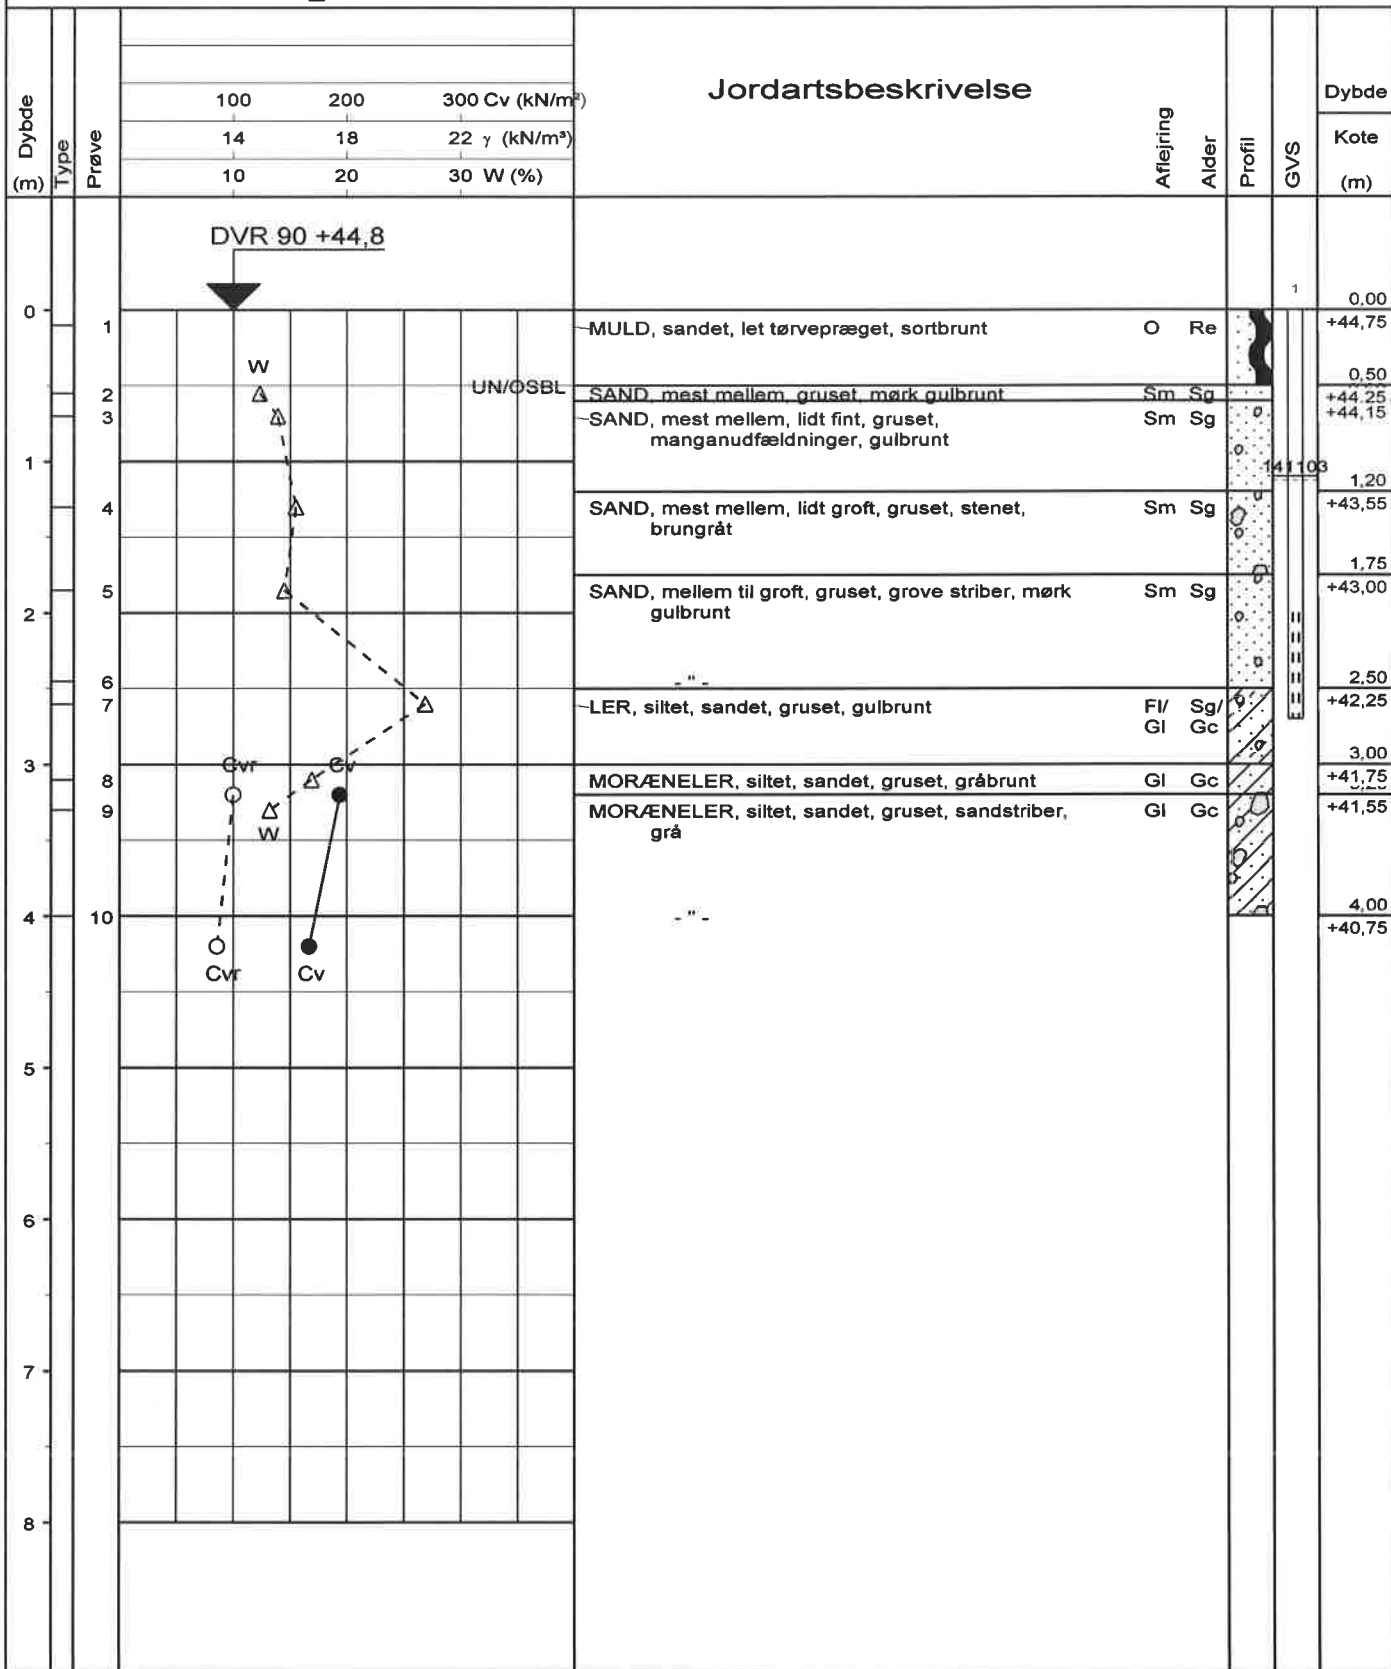 Jordartsbeskrivelse
Dybde
(m)
Type
Prøve
100 200 300 Cv (kN/m²)
14 18 22 γ (kN/m³)
10 20 30 W (%)
Aflejring
Alder
Profil
GVS
Dybde
Kote
(m)
DVR 90 +44,8
1
0 0,00
1 MULD, sandet, let tørvepræget, sortbrunt O Re +44,75
W
0,50
UN/OSBL
2 SAND, mest mellem, gruset, mørk gulbrunt Sm Sg +44,25
3 SAND, mest mellem, lidt fint, gruset, Sm Sg +44,15
manganudfældninger, gulbrunt
1
141103
1,20
4 SAND, mest mellem, lidt groft, gruset, stenet, Sm Sg +43,55
brungråt
1,75
5 SAND, mellem til groft, gruset, grove striber, mørk Sm Sg +43,00
gulbrunt
2
6 - " - 2,50
7 LER, siltet, sandet, gruset, gulbrunt Fl/ Sg/ +42,25
Gl Gc
3,00
3 Cvr Cv
8 MORÆNELER, siltet, sandet, gruset, gråbrunt Gl Gc +41,75
9 MORÆNELER, siltet, sandet, gruset, sandstriber, Gl Gc +41,55
grå
W
4 10 - " - 4,00
+40,75
Cvr Cv
5
6
7
8